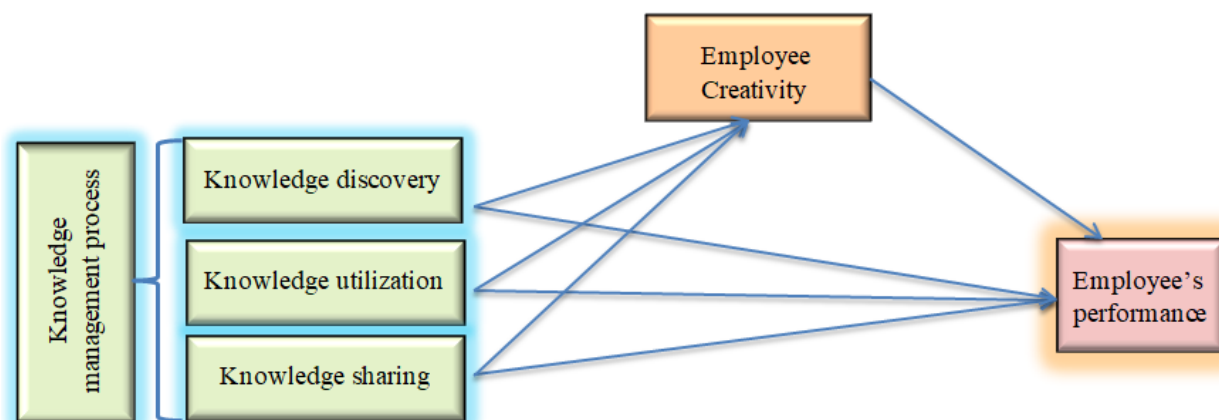 Employee
Creativity
Knowledge discovery
Knowledge
management process
Knowledge utilization
Employee’s
performance
Knowledge sharing